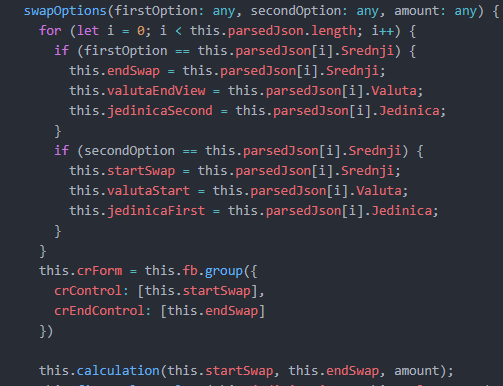 swapOptions(firstOption: any, secondOption: any, amount: any) {
for (let i = 0; i < this.parsedJson.length; i++) {
if (firstOption == this.parsedJson[i].Srednji) {
this.endSwap = this.parsedJson[i].Srednji;
this.valutaEndView = this.parsedJson[i].Valuta;
this.jedinicaSecond = this.parsedJson[i].Jedinica;
}
if (secondOption == this.parsedJson[i].Srednji) {
this.startSwap = this.parsedJson[i].Srednji;
this.valutaStart = this.parsedJson[i].Valuta;
this.jedinicaFirst = this.parsedJson[i].Jedinica;
}
}
this.crForm = this.fb.group({
crControl: [this.startSwap],
crEndControl: [this.endSwap]
})
this.calculation(this.startSwap, this.endSwap, amount);